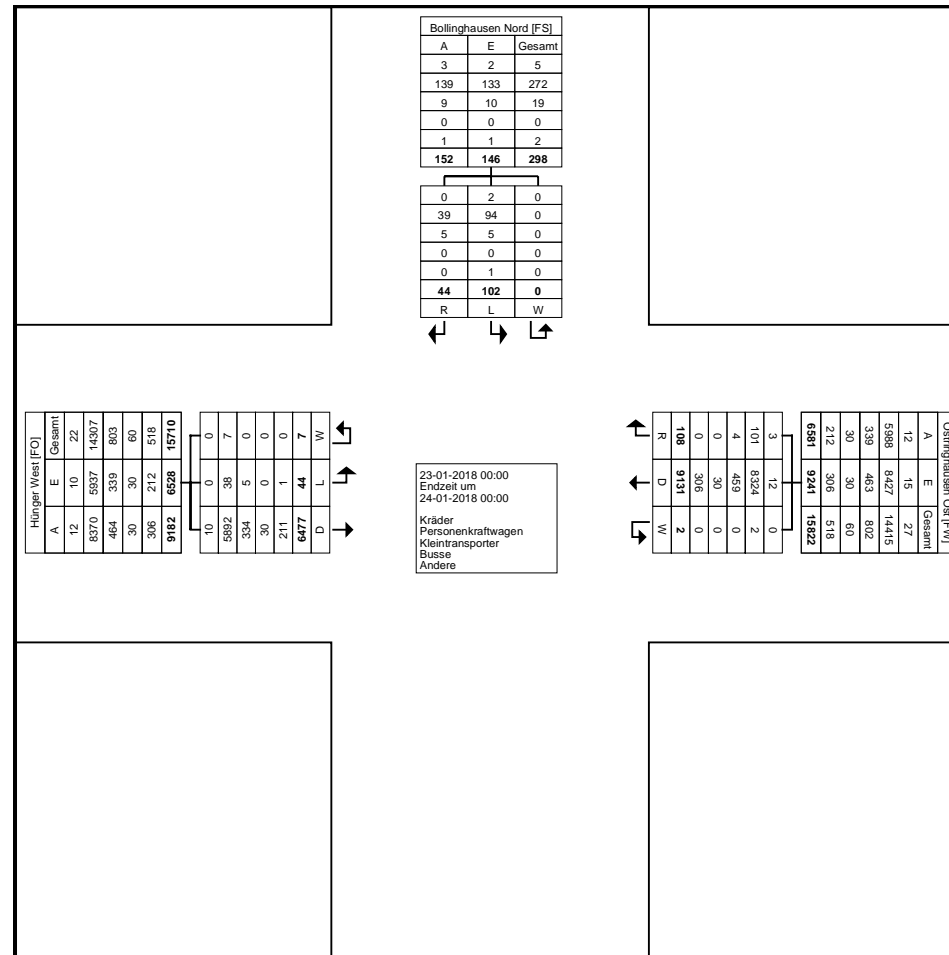 Bollinghausen Nord [FS]
A E Gesamt
3 2 5
139 133 272
9 10 19
0 0 0
1 1 2
152 146 298
0 2 0
39 94 0
5 5 0
0 0 0
0 1 0
44 102 0
R L W
Hünger West [FO]
Gesamt E A
22 10 12
14307 5937 8370
803 339 464
60 30 30
518 212 306
15710 6528 9182
0 0 10
7 38 5892
0 5 334
0 0 30
0 1 211
7 44 6477
W L D
23-01-2018 00:00
Endzeit um
24-01-2018 00:00
Kräder
Personenkraftwagen
Kleintransporter
Busse
Andere
Ostringhausen Ost [FW]
A E Gesamt
12 15 27
5988 8427 14415
339 463 802
30 30 60
212 306 518
6581 9241 15822
3 12 0
101 8324 2
4 459 0
0 30 0
0 306 0
108 9131 2
R D W